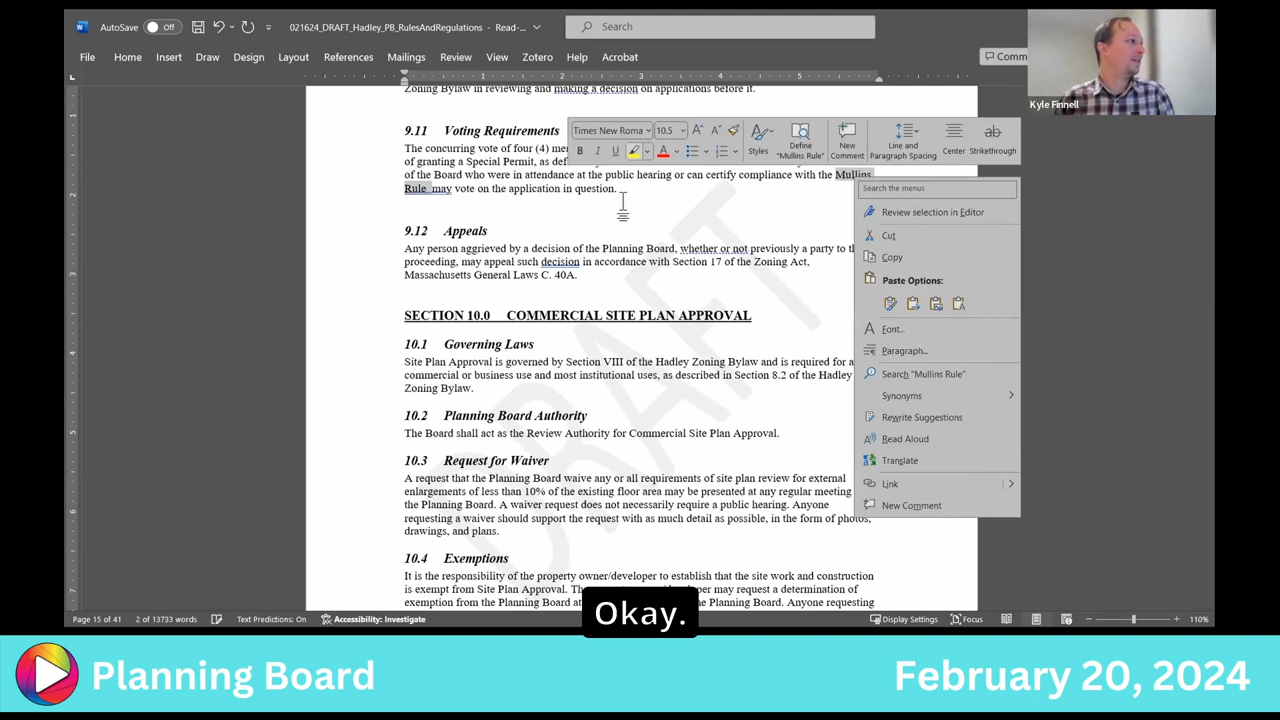 AutoSave Off 021624_DRAFT_Hadley_PB_RulesAndRegulations - Read-... Search
File Home Insert Draw Design Layout References Mailings Review View Zotero Help Acrobat Comm
Kyle Finnell
Zoning Bylaw in reviewing and making a decision on applications before it.
9.11 Voting Requirements
Times New Roma 10.5
Styles Define "Mullins Rule" New Comment Line and Paragraph Spacing Center Strikethrough
The concurring vote of four (4) mem
of granting a Special Permit, as def
of the Board who were in attendance at the public hearing or can certify compliance with the Mullins
Rule may vote on the application in question.
9.12 Appeals
Any person aggrieved by a decision of the Planning Board, whether or not previously a party to th
proceeding, may appeal such decision in accordance with Section 17 of the Zoning Act,
Massachusetts General Laws C. 40A.
SECTION 10.0 COMMERCIAL SITE PLAN APPROVAL
10.1 Governing Laws
Site Plan Approval is governed by Section VIII of the Hadley Zoning Bylaw and is required for a
commercial or business use and most institutional uses, as described in Section 8.2 of the Hadley
Zoning Bylaw.
10.2 Planning Board Authority
The Board shall act as the Review Authority for Commercial Site Plan Approval.
10.3 Request for Waiver
A request that the Planning Board waive any or all requirements of site plan review for external
enlargements of less than 10% of the existing floor area may be presented at any regular meeting
the Planning Board. A waiver request does not necessarily require a public hearing. Anyone
requesting a waiver should support the request with as much detail as possible, in the form of photos,
drawings, and plans.
10.4 Exemptions
It is the responsibility of the property owner/developer to establish that the site work and construction
is exempt from Site Plan Approval. The per may request a determination of
exemption from the Planning Board at the Planning Board. Anyone requesting
DRAFT
Search the menus
Review selection in Editor
Cut
Copy
Paste Options:
Font...
Paragraph...
Search "Mullins Rule"
Synonyms
Rewrite Suggestions
Read Aloud
Translate
Link
New Comment
Okay.
Page 15 of 41 2 of 13733 words Text Predictions: On Accessibility: Investigate Display Settings Focus 110%
Planning Board February 20, 2024